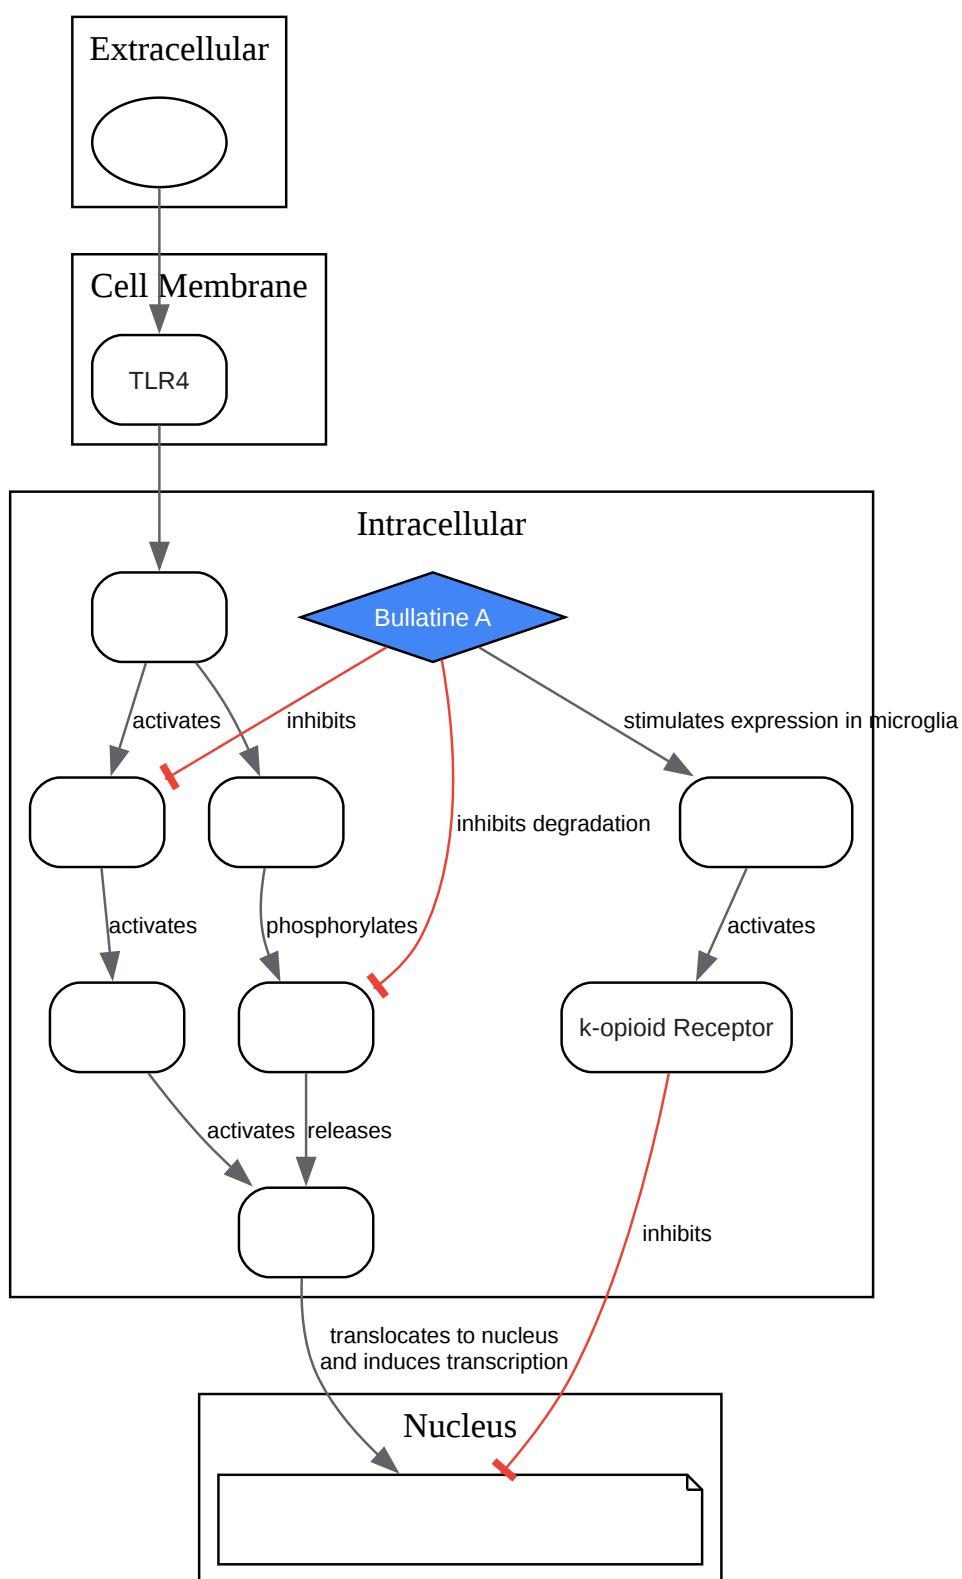 Extracellular
Cell Membrane
TLR4
Intracellular
Bullatine A
activates
inhibits
stimulates expression in microglia
inhibits degradation
activates
phosphorylates
activates
k-opioid Receptor
activates
releases
inhibits
translocates to nucleus
and induces transcription
Nucleus